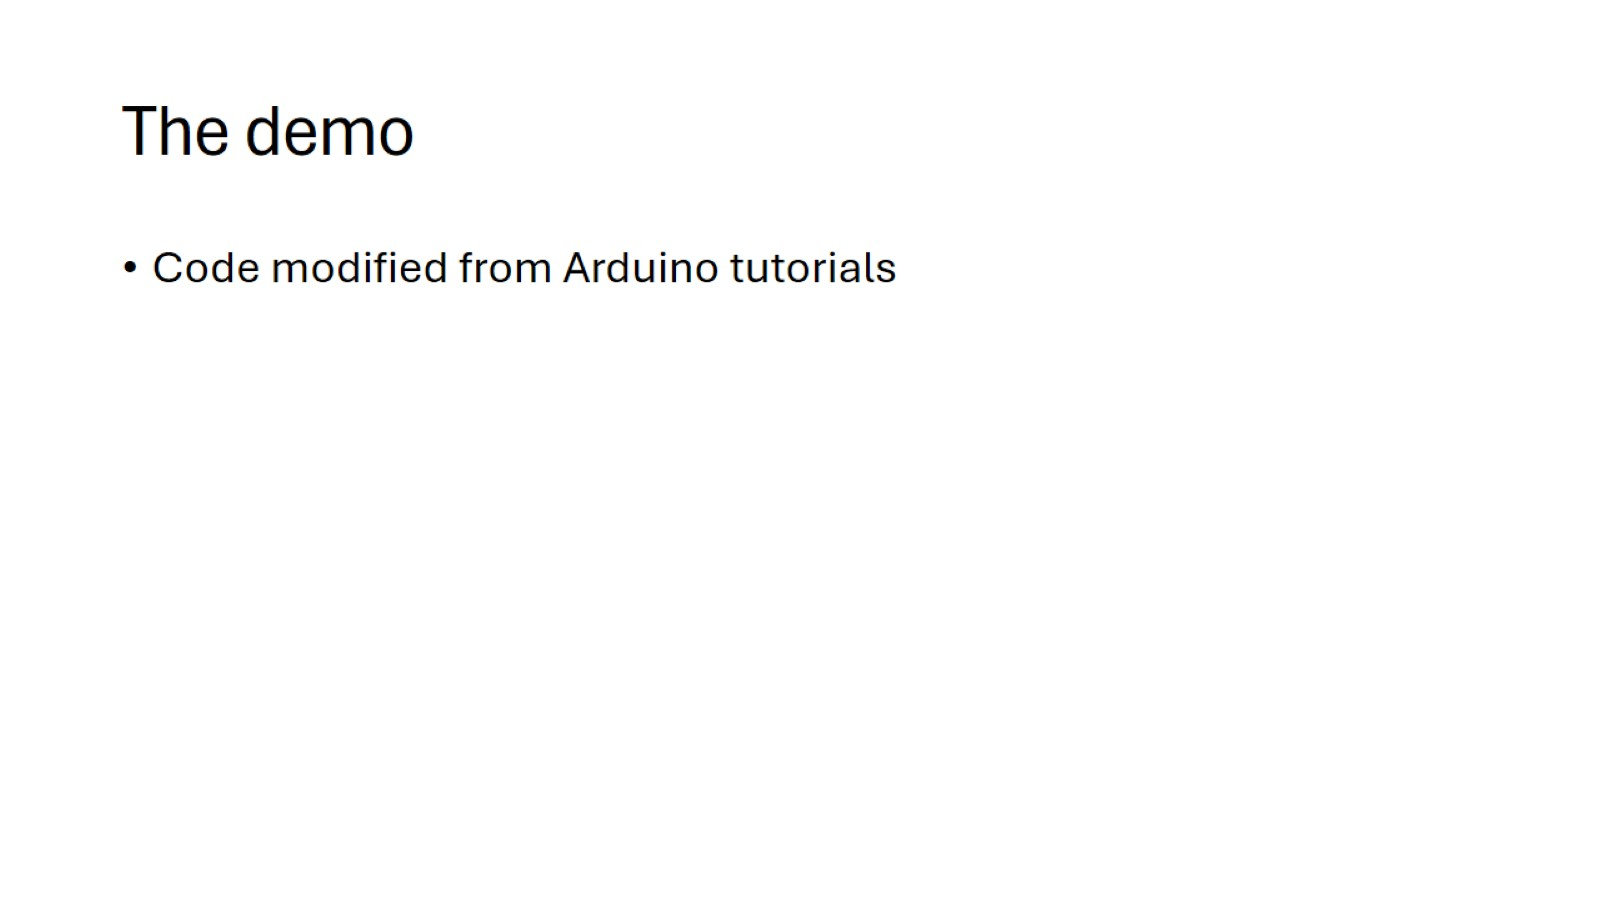 The demo
• Code modified from Arduino tutorials